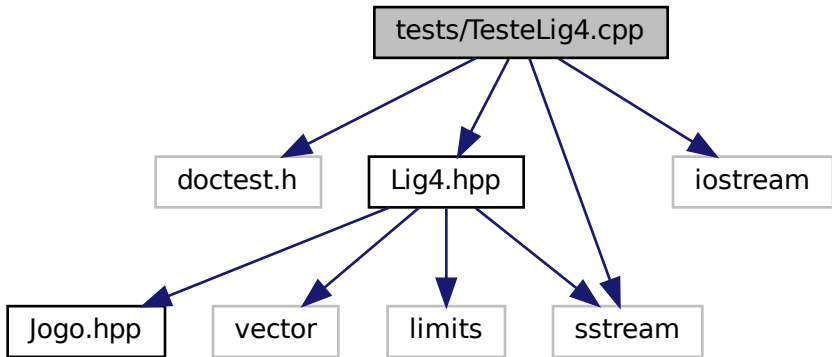 tests/TesteLig4.cpp
doctest.h
Lig4.hpp
iostream
Jogo.hpp
vector
limits
sstream